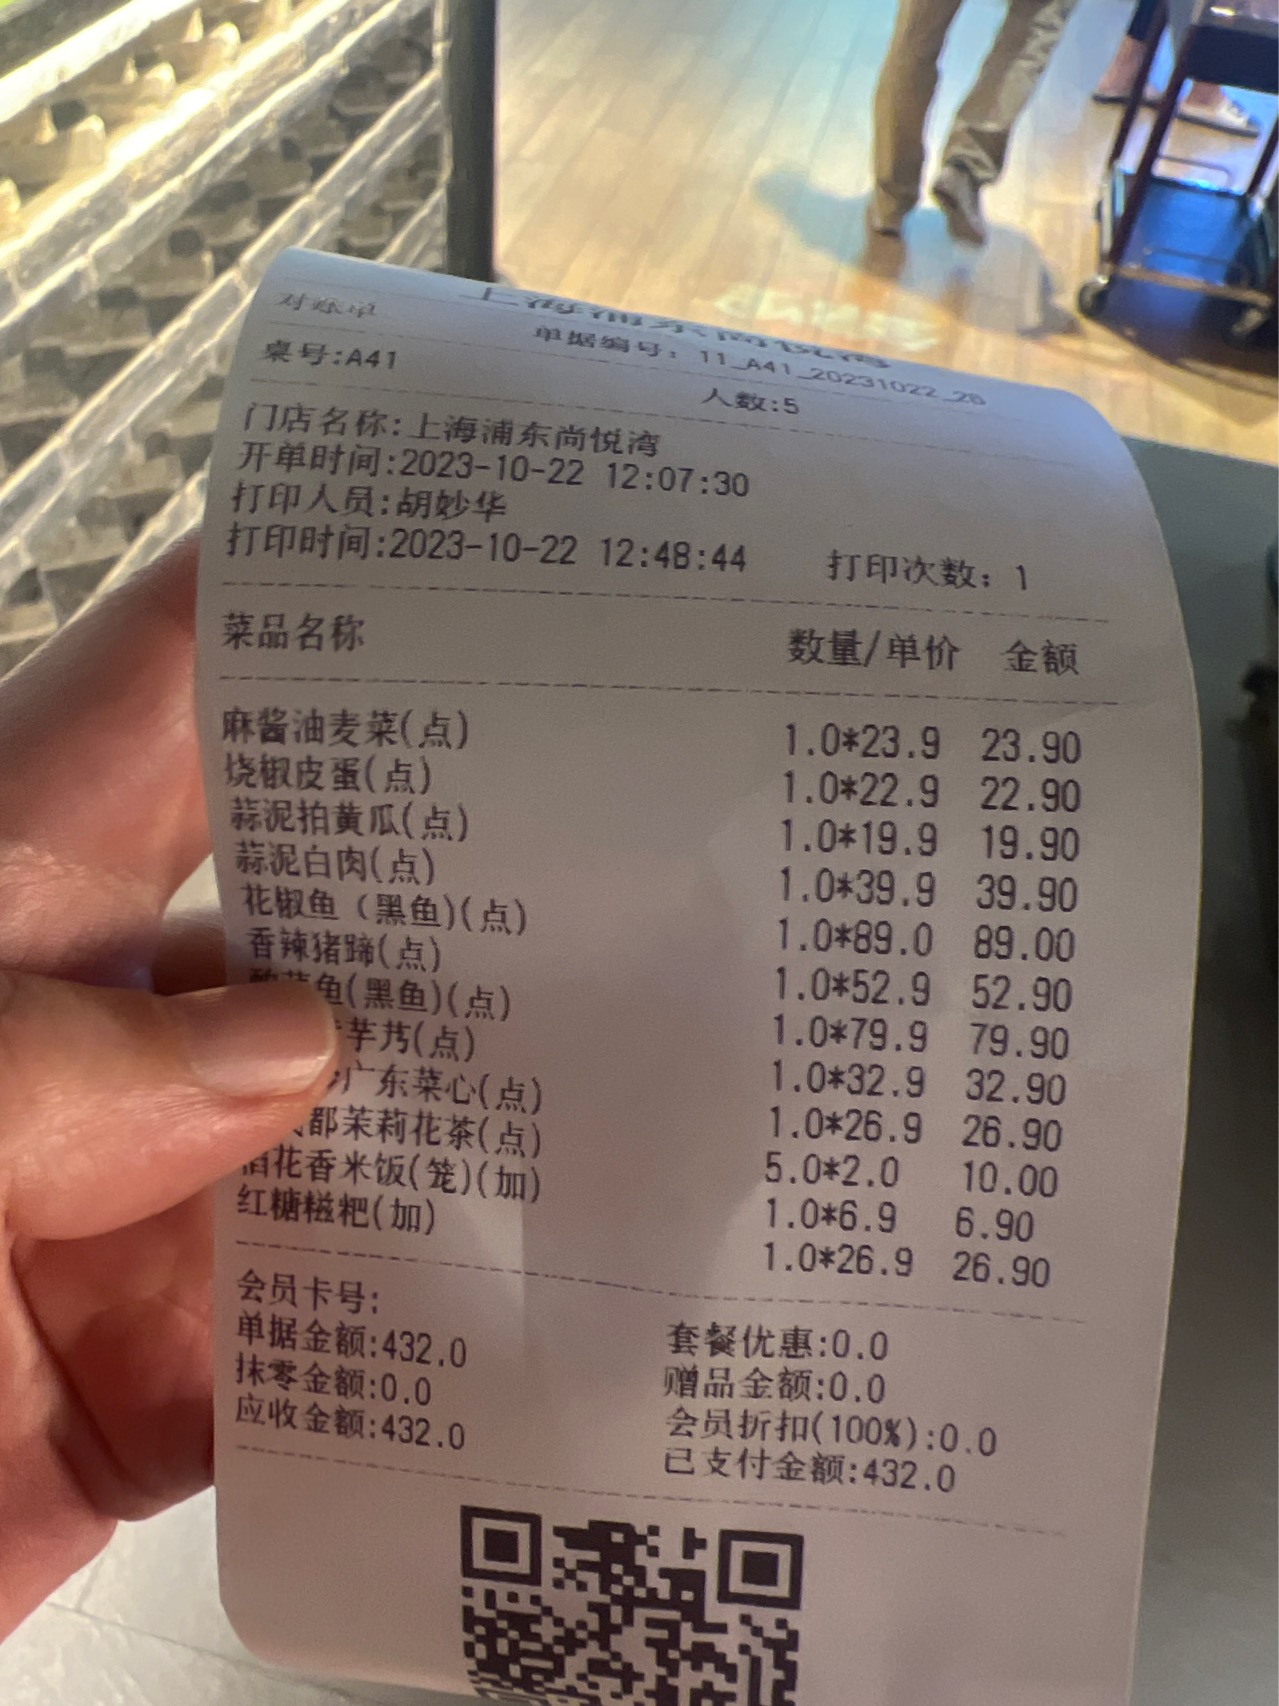 上海浦东尚悦湾
对账单
单据编号: 11_A41_20231022_20
桌号:A41 人数:5
门店名称:上海浦东尚悦湾
开单时间:2023-10-22 12:07:30
打印人员:胡妙华
打印时间:2023-10-22 12:48:44 打印次数: 1
菜品名称 数量/单价 金额
麻酱油麦菜(点) 1.0*23.9 23.90
烧椒皮蛋(点) 1.0*22.9 22.90
蒜泥拍黄瓜(点) 1.0*19.9 19.90
蒜泥白肉(点) 1.0*39.9 39.90
花椒鱼（黑鱼)(点) 1.0*89.0 89.00
香辣猪蹄(点) 1.0*52.9 52.90
酸菜鱼(黑鱼)(点) 1.0*79.9 79.90
芋艿(点) 1.0*32.9 32.90
广东菜心(点) 1.0*26.9 26.90
都茉莉花茶(点) 5.0*2.0 10.00
稻花香米饭(笼)(加) 1.0*6.9 6.90
红糖糍粑(加) 1.0*26.9 26.90
会员卡号:
单据金额:432.0 套餐优惠:0.0
抹零金额:0.0 赠品金额:0.0
应收金额:432.0 会员折扣(100%):0.0
已支付金额:432.0